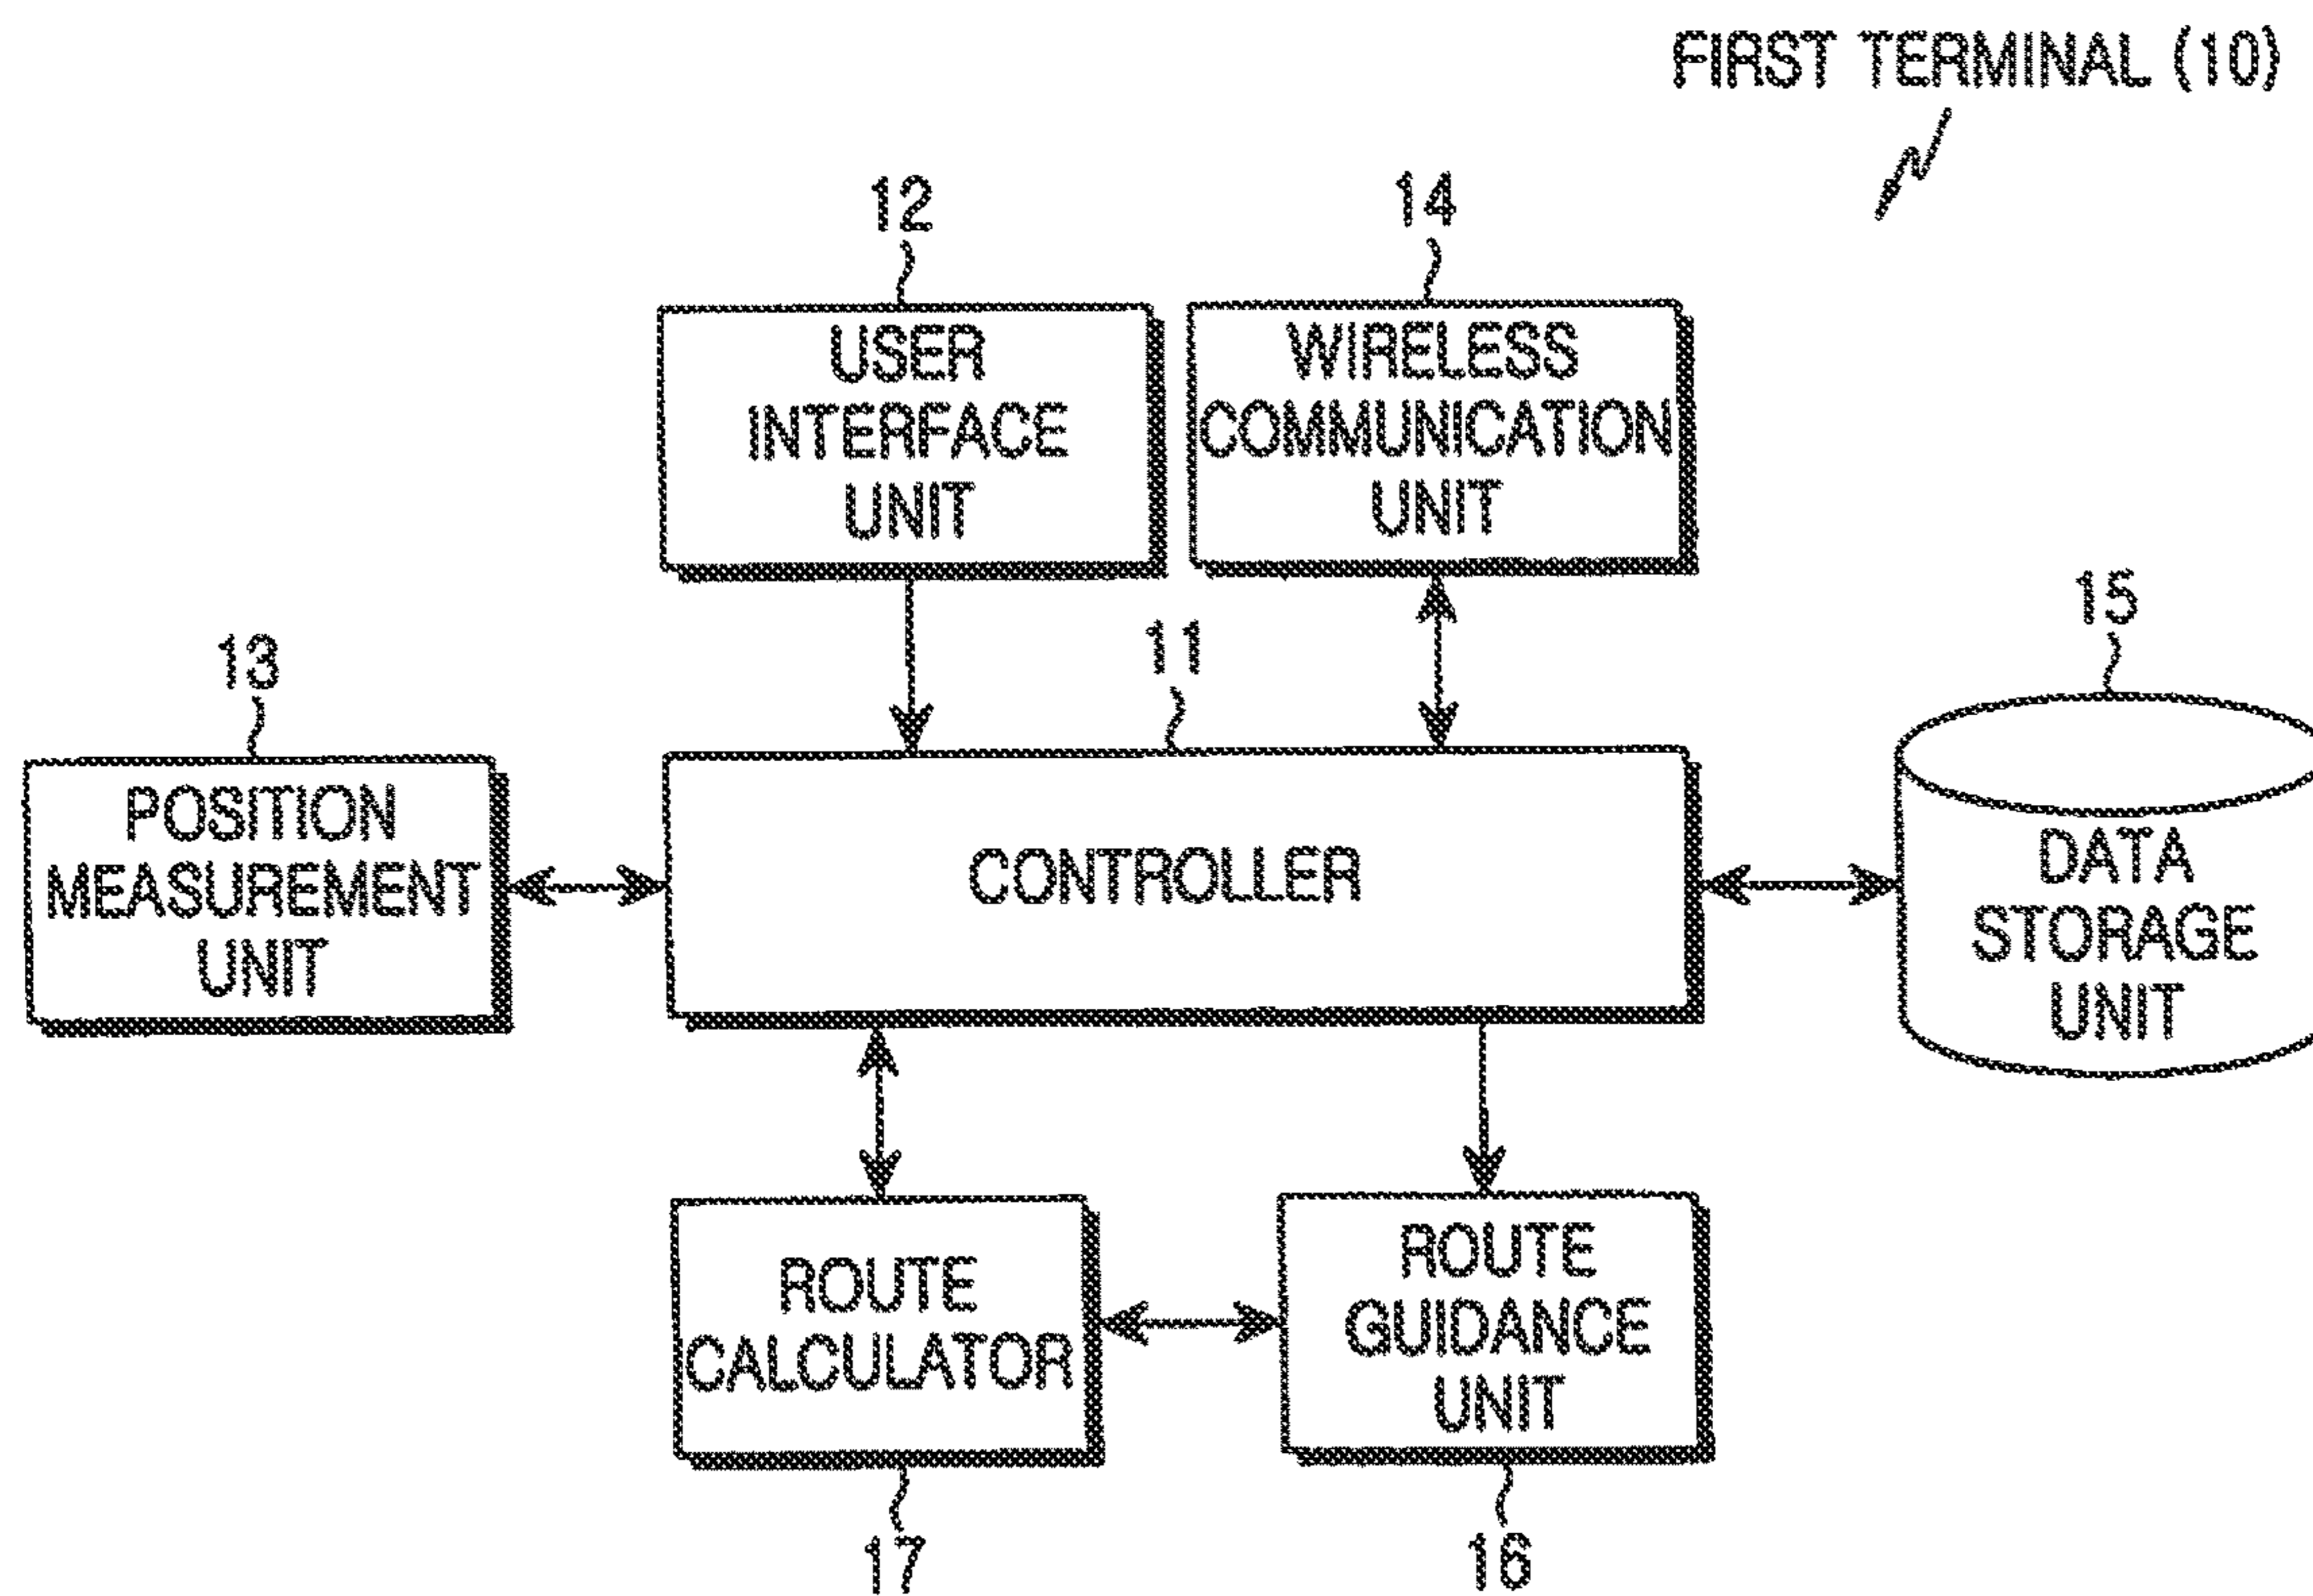 FIRST TERMINAL (10)
12
14
USER
INTERFACE
UNIT
WIRELESS
COMMUNICATION
UNIT
13
11
15
POSITION
MEASUREMENT
UNIT
CONTROLLER
DATA
STORAGE
UNIT
ROUTE
CALCULATOR
ROUTE
GUIDANCE
UNIT
17
16